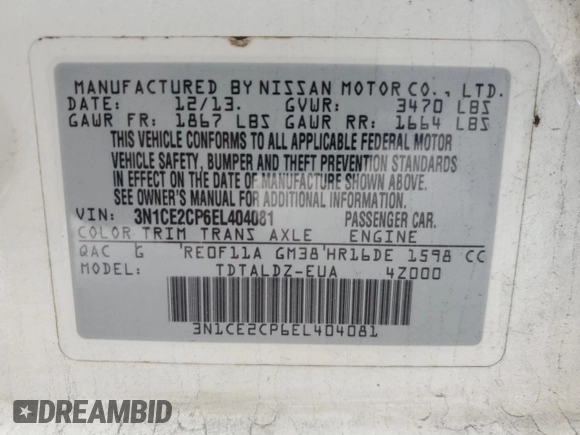 MANUFACTURED BY NISSAN MOTOR CO., LTD.
DATE: 12/13. GVWR: 3470 LBS
GAWR FR: 1867 LBS GAWR RR: 1664 LBS
THIS VEHICLE CONFORMS TO ALL APPLICABLE FEDERAL MOTOR
VEHICLE SAFETY, BUMPER AND THEFT PREVENTION STANDARDS
IN EFFECT ON THE DATE OF MANUFACTURE SHOWN ABOVE.
SEE OWNER'S MANUAL FOR ADDITIONAL INFORMATION.
VIN: 3N1CE2CP6EL404081 PASSENGER CAR.
COLOR TRIM TRANS AXLE ENGINE
QAC G 'RE0F11A GM38'HR16DE 1598 CC
MODEL: TDTALDZ-EUA 4Z000
3N1CE2CP6EL404081
DREAMBID